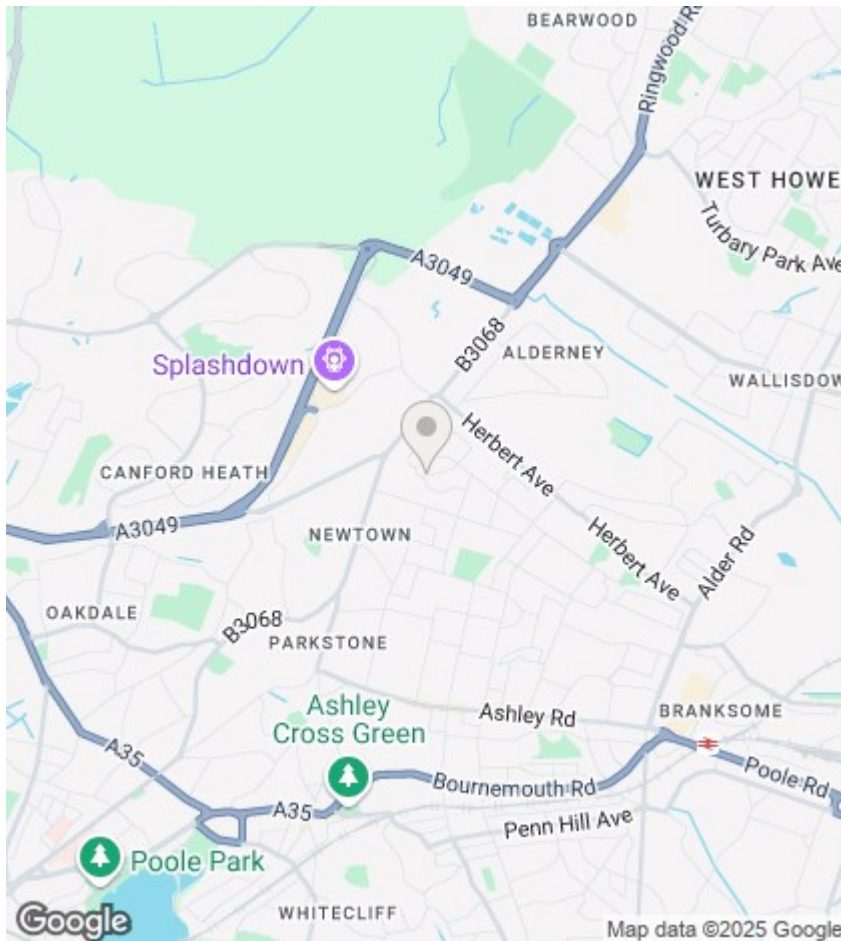 BEARWOOD
Ringwood Rd
WEST HOWE
Turbary Park Ave
A3049
B3068
ALDERNEY
Splashdown
WALLISDOW
Herbert Ave
CANFORD HEATH
A3049
NEWTOWN
Herbert Ave
Alder Rd
OAKDALE
B3068
PARKSTONE
Ashley
Cross Green
Ashley Rd
BRANKSOME
A35
Bournemouth Rd
Poole Rd
A35
Penn Hill Ave
Poole Park
WHITECLIFF
Google
Map data ©2025 Google